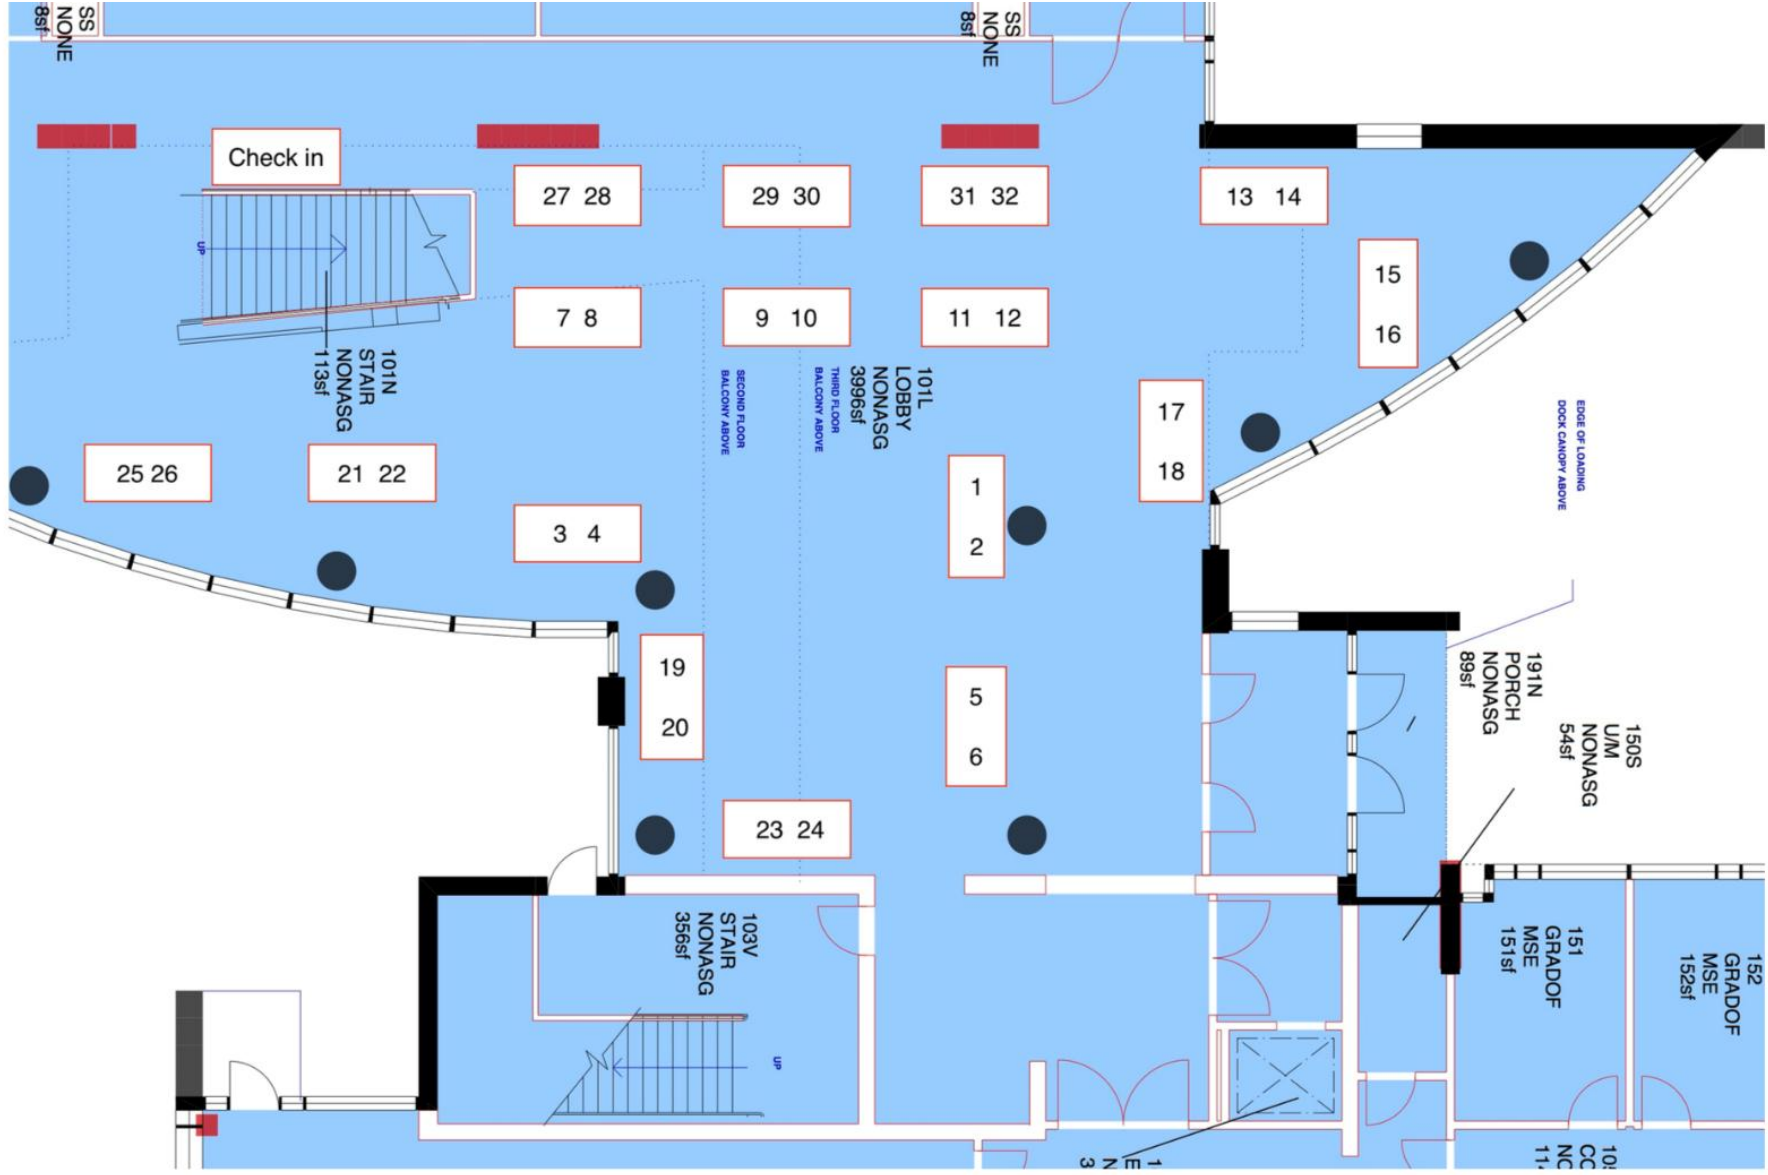 SS
NONE
8sf
SS
NONE
8sf
Check in
27 28
29 30
31 32
13 14
UP
15
16
7 8
9 10
11 12
101N
STAIR
NONASG
113sf
SECOND FLOOR
BALCONY ABOVE
THIRD FLOOR
BALCONY ABOVE
101L
LOBBY
NONASG
3996sf
17
18
EDGE OF LOADING
DOCK CANOPY ABOVE
25 26
21 22
1
2
3 4
19
20
5
6
191N
PORCH
NONASG
89sf
150S
U/M
NONASG
54sf
23 24
103V
STAIR
NONASG
356sf
151
GRADOF
MSE
151sf
152
GRADOF
MSE
152sf
UP